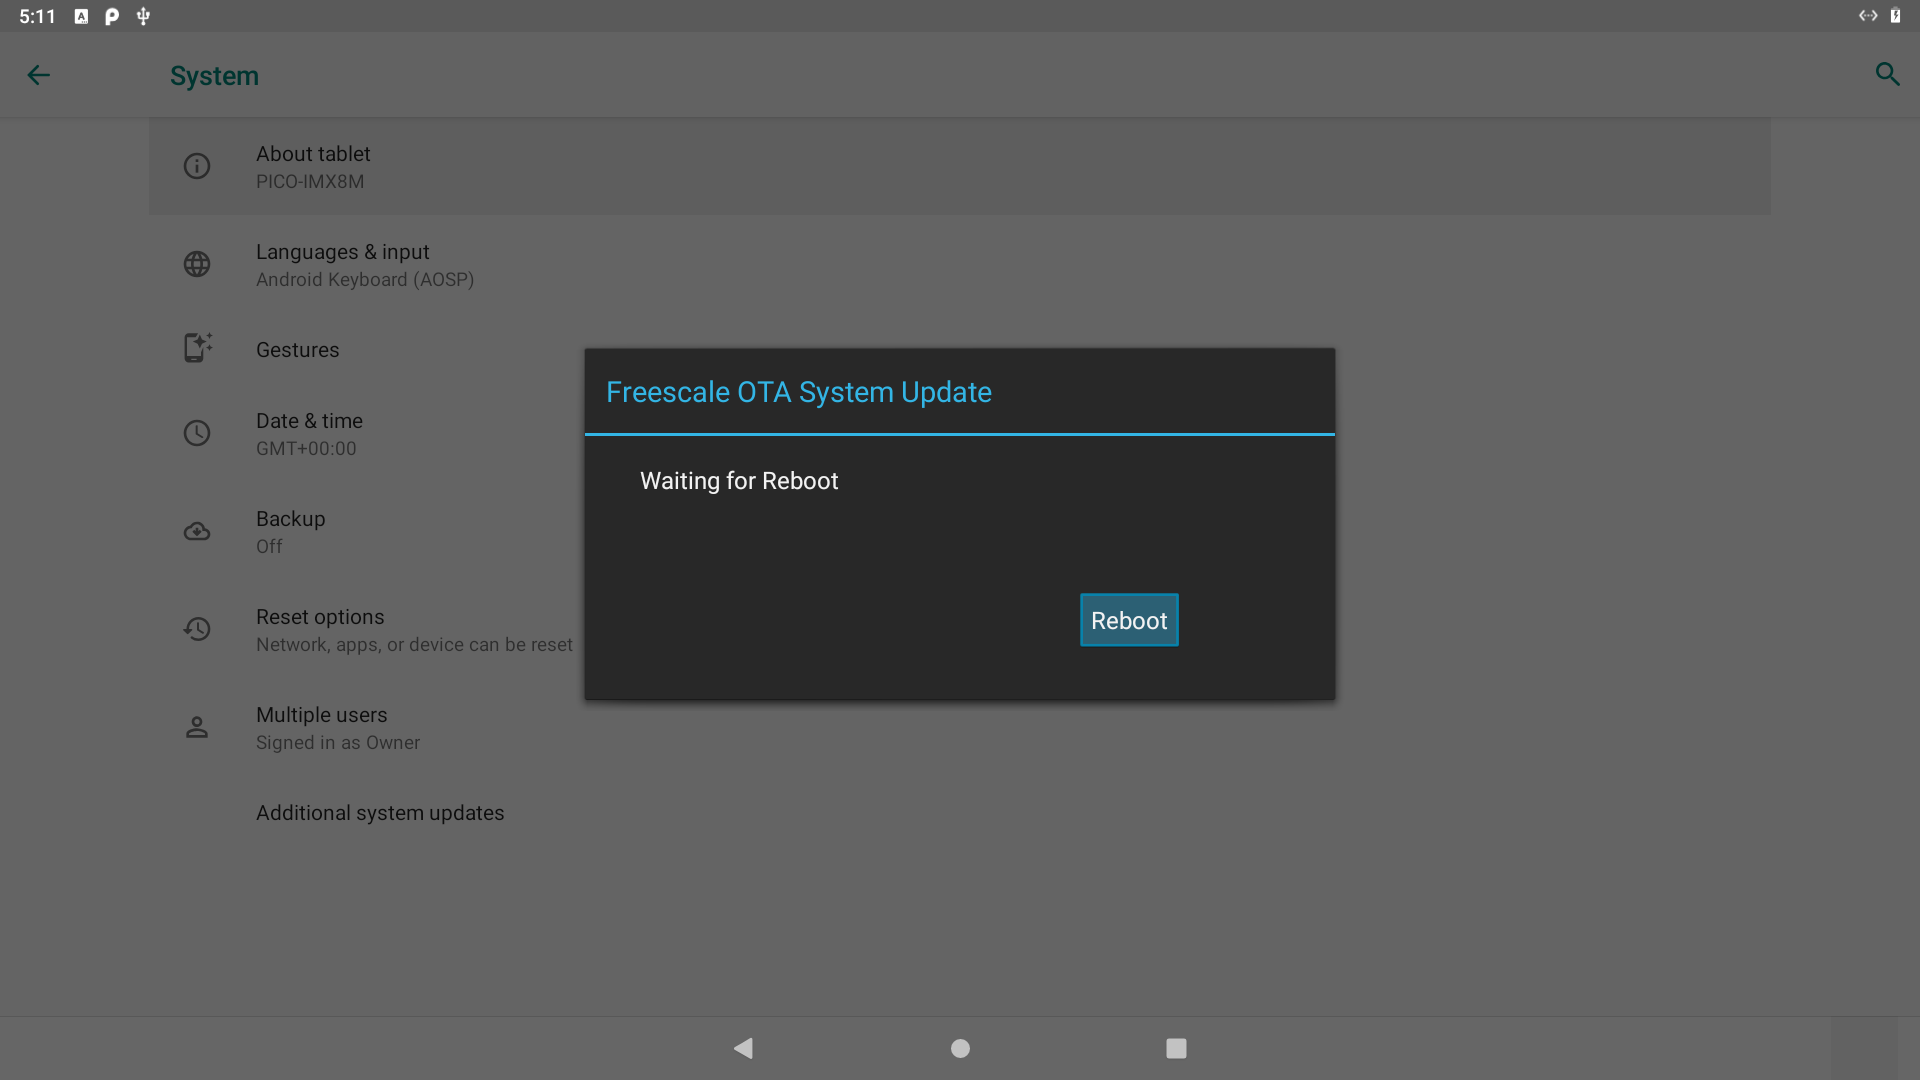 5:11
System
About tablet
PICO-IMX8M
Languages & input
Android Keyboard (AOSP)
Gestures
Date & time
GMT+00:00
Backup
Off
Reset options
Network, apps, or device can be reset
Multiple users
Signed in as Owner
Additional system updates
Freescale OTA System Update
Waiting for Reboot
Reboot